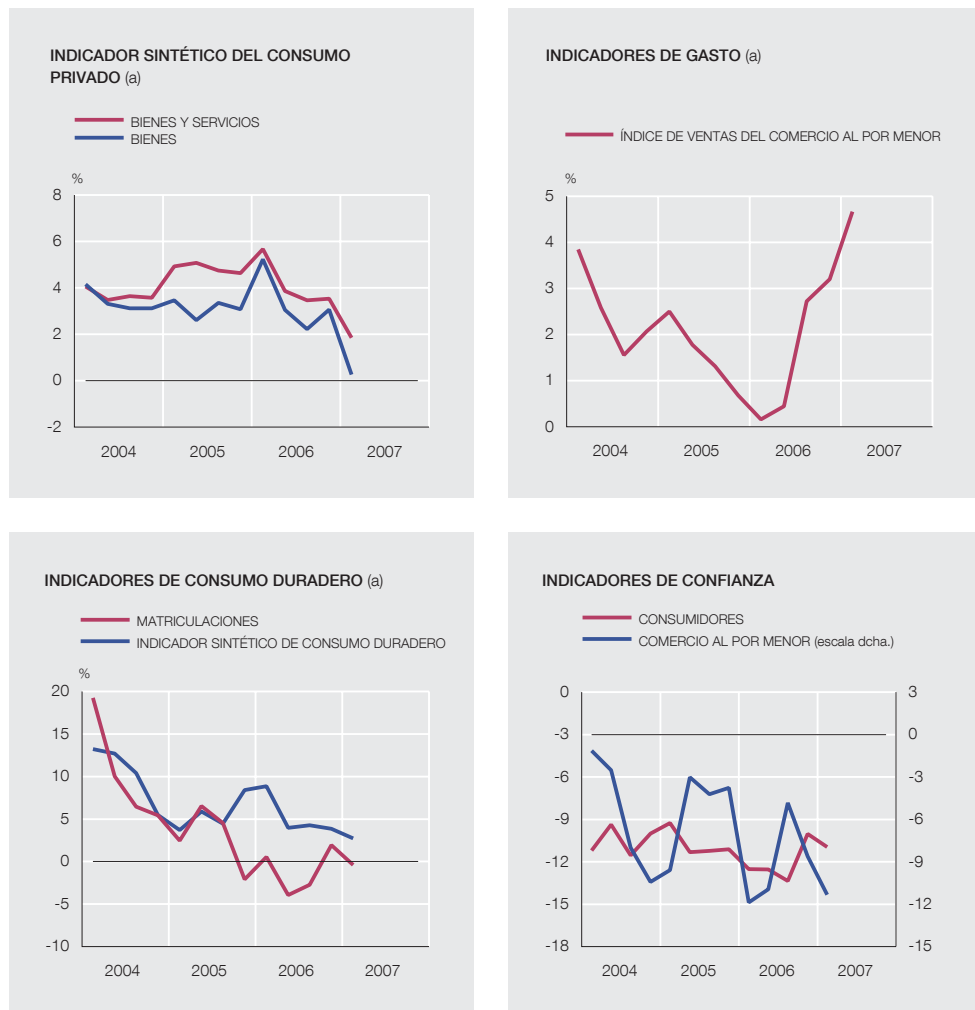 INDICADOR SINTÉTICO DEL CONSUMO
PRIVADO (a)
BIENES Y SERVICIOS
BIENES
%
8
6
4
2
0
-2
2004 2005 2006 2007
INDICADORES DE GASTO (a)
ÍNDICE DE VENTAS DEL COMERCIO AL POR MENOR
%
5
4
3
2
1
0
2004 2005 2006 2007
INDICADORES DE CONSUMO DURADERO (a)
MATRICULACIONES
INDICADOR SINTÉTICO DE CONSUMO DURADERO
%
20
15
10
5
0
-5
-10
2004 2005 2006 2007
INDICADORES DE CONFIANZA
CONSUMIDORES
COMERCIO AL POR MENOR (escala dcha.)
0 3
-3 0
-6 -3
-9 -6
-12 -9
-15 -12
-18 -15
2004 2005 2006 2007